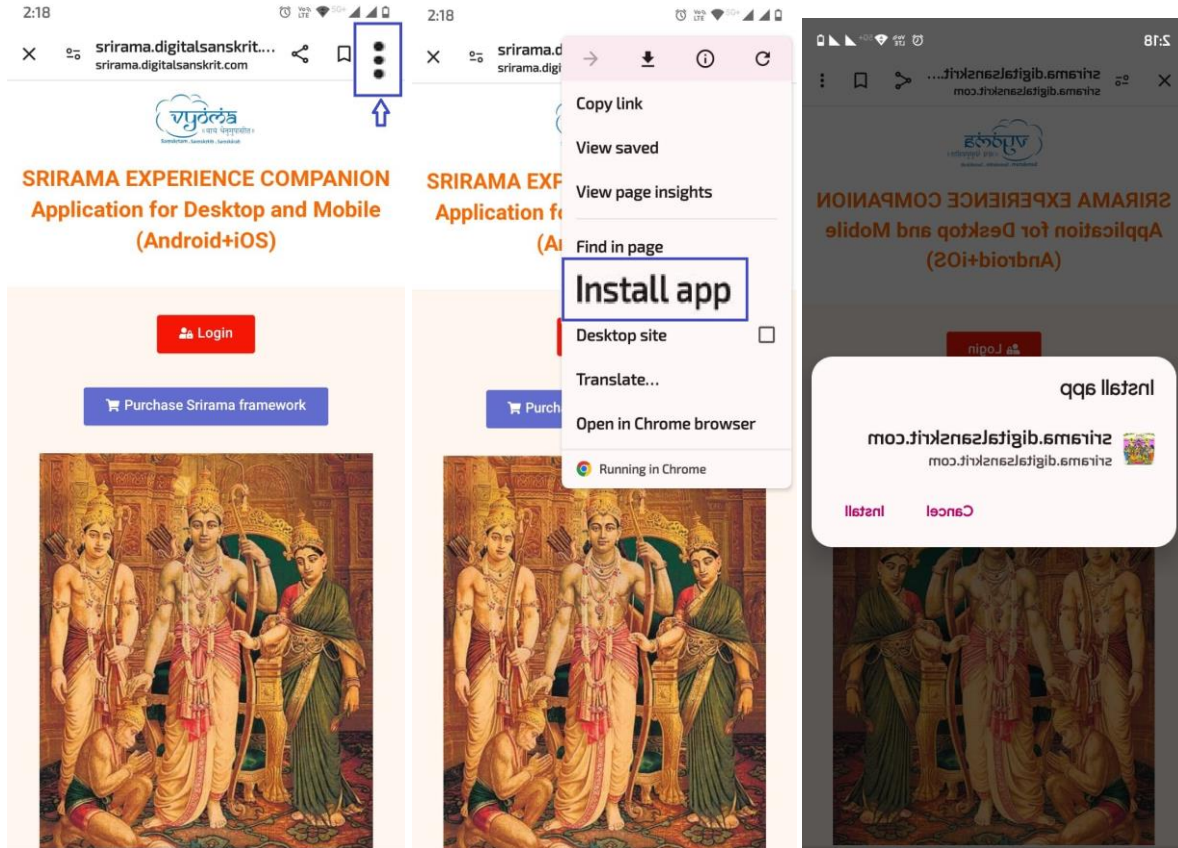 2:18
srirama.digitalsanskrit....
srirama.digitalsanskrit.com
vyoma
Samskritam . Sanskrit . Sanskrit
SRIRAMA EXPERIENCE COMPANION
Application for Desktop and Mobile
(Android+iOS)
Login
Purchase Srirama framework
2:18
srirama.d
srirama.digi
SRIRAMA EXP
Application fo
(A
Purch
Copy link
View saved
View page insights
Find in page
Install app
Desktop site
Translate...
Open in Chrome browser
Running in Chrome
2:18
srirama.digitalsanskrit....
srirama.digitalsanskrit.com
vyoma
SRIRAMA EXPERIENCE COMPANION
Application for Desktop and Mobile
(Android+iOS)
Login
Install app
srirama.digitalsanskrit.com
srirama.digitalsanskrit.com
Cancel Install